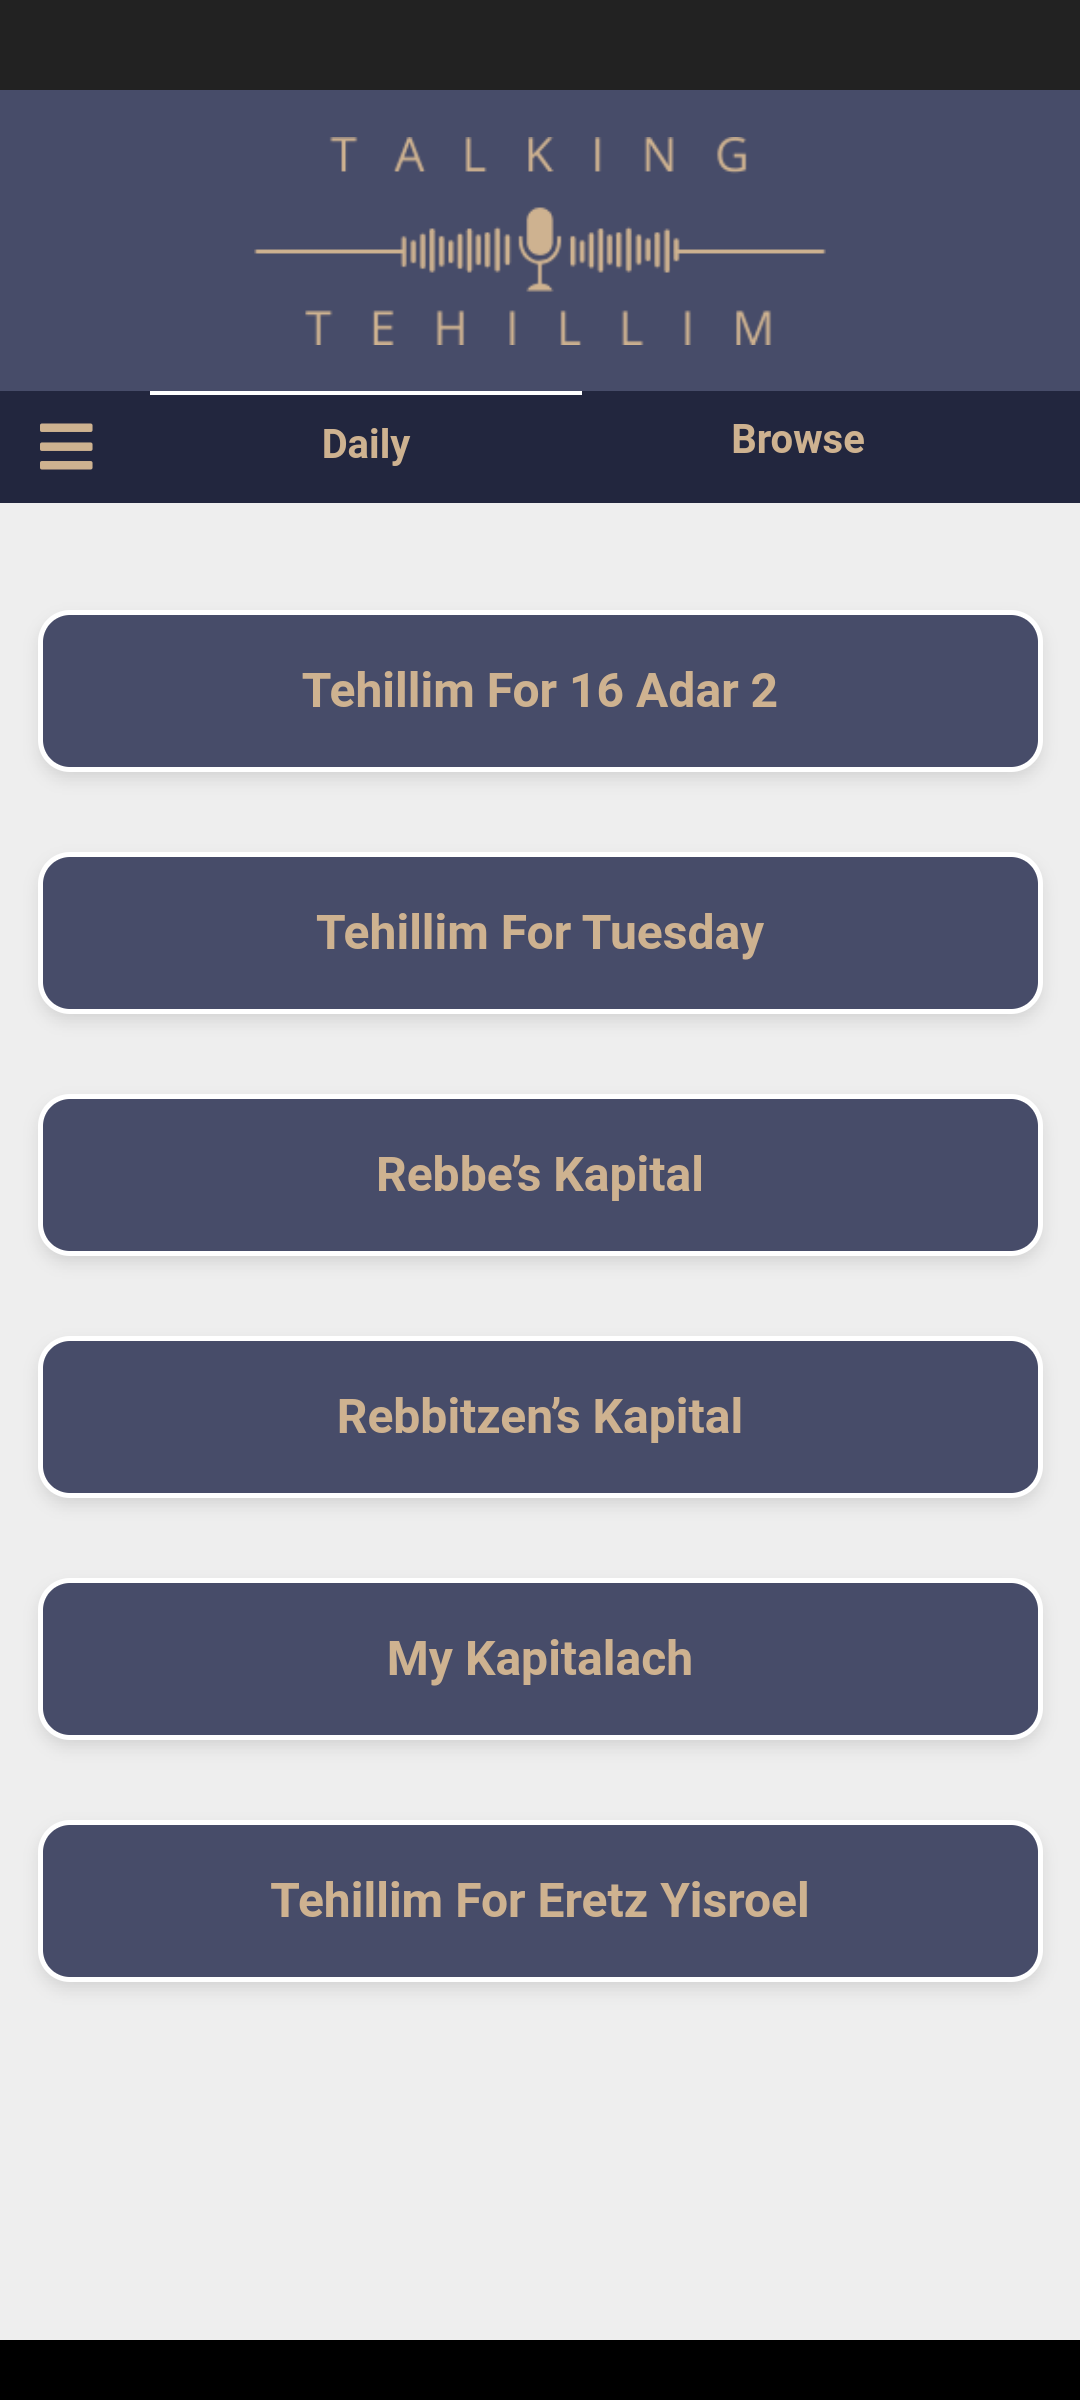 TALKING
TEHILLIM
Daily
Browse
Tehillim For 16 Adar 2
Tehillim For Tuesday
Rebbe’s Kapital
Rebbitzen’s Kapital
My Kapitalach
Tehillim For Eretz Yisroel